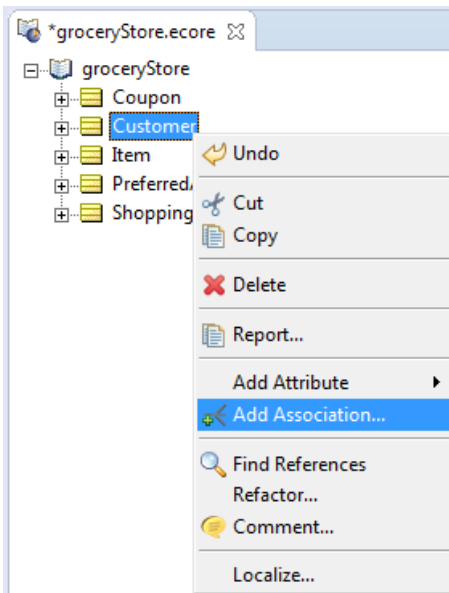 *groceryStore.ecore
groceryStore
Coupon
Customer
Item
Preferred
Shopping
Undo
Cut
Copy
Delete
Report...
Add Attribute
Add Association...
Find References
Refactor...
Comment...
Localize...